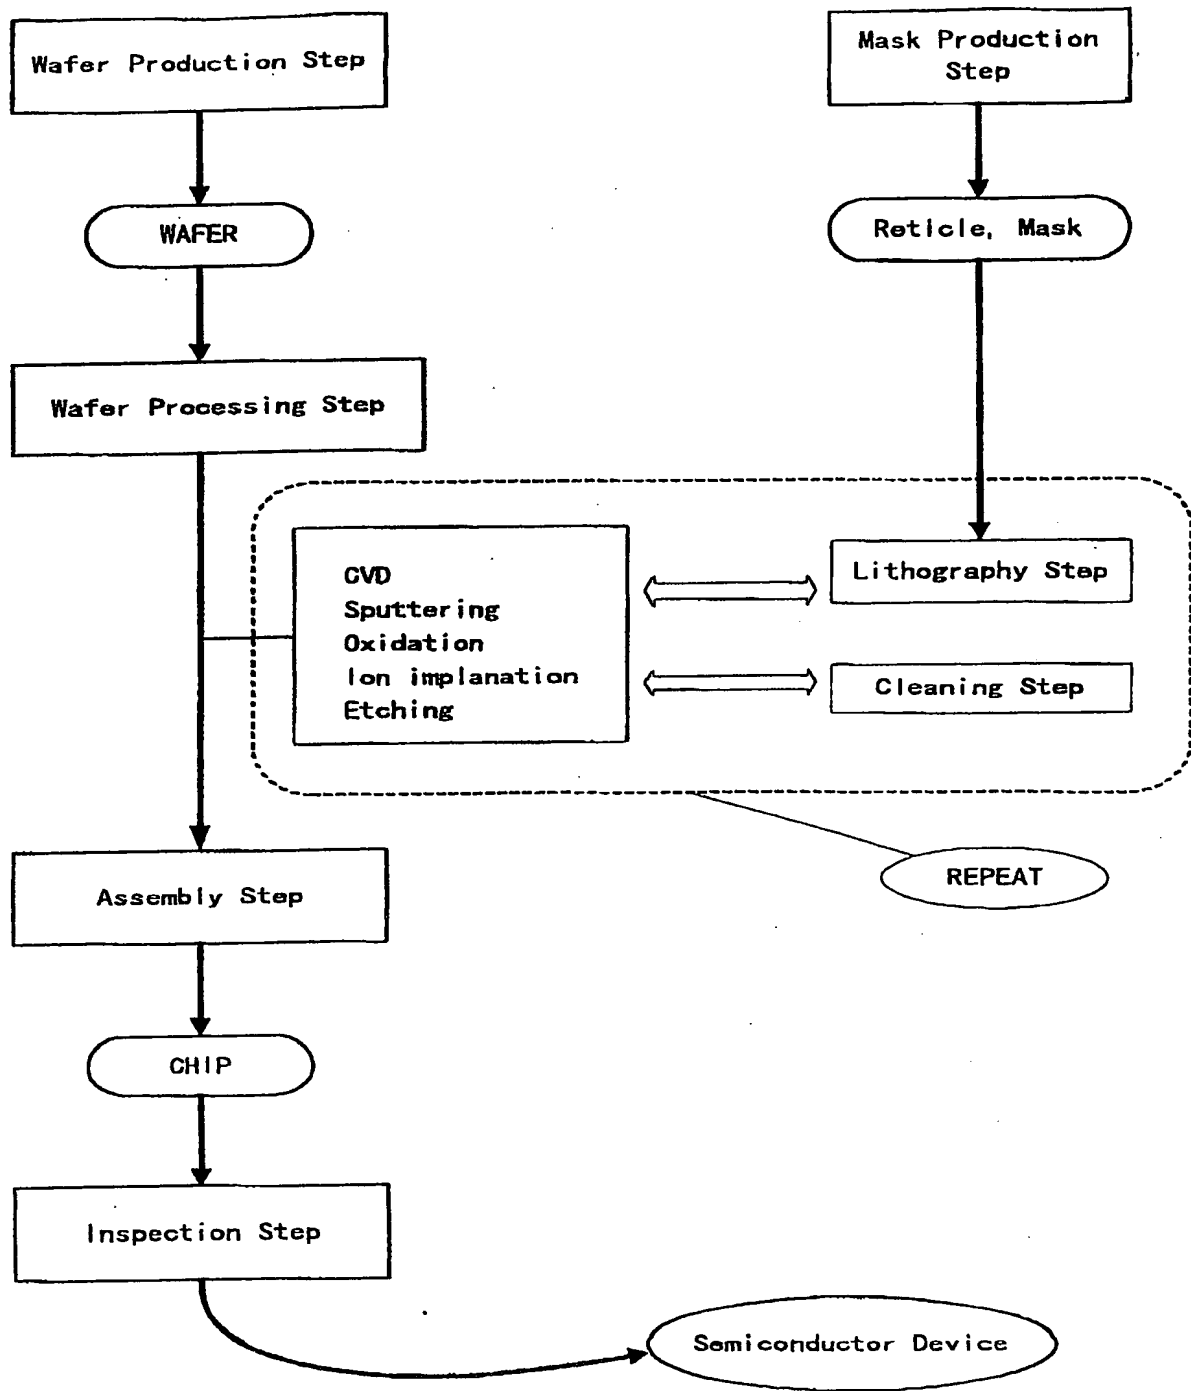 Wafer Production Step
Mask Production
Step
WAFER
Reticle, Mask
Wafer Processing Step
CVD
Sputtering
Oxidation
Ion implanation
Etching
Lithography Step
Cleaning Step
REPEAT
Assembly Step
CHIP
Inspection Step
Semiconductor Device